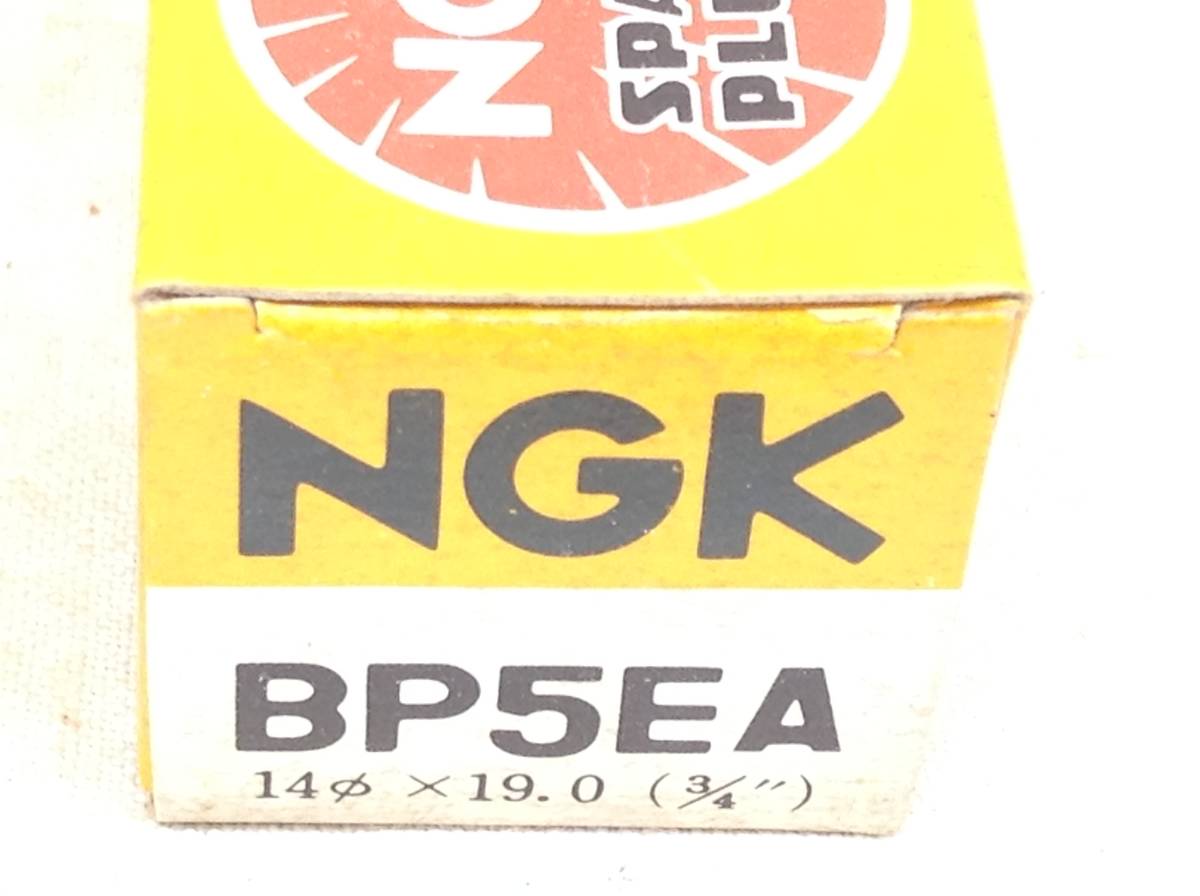 NGK
BP5EA
14φ × 19.0 (3/4")